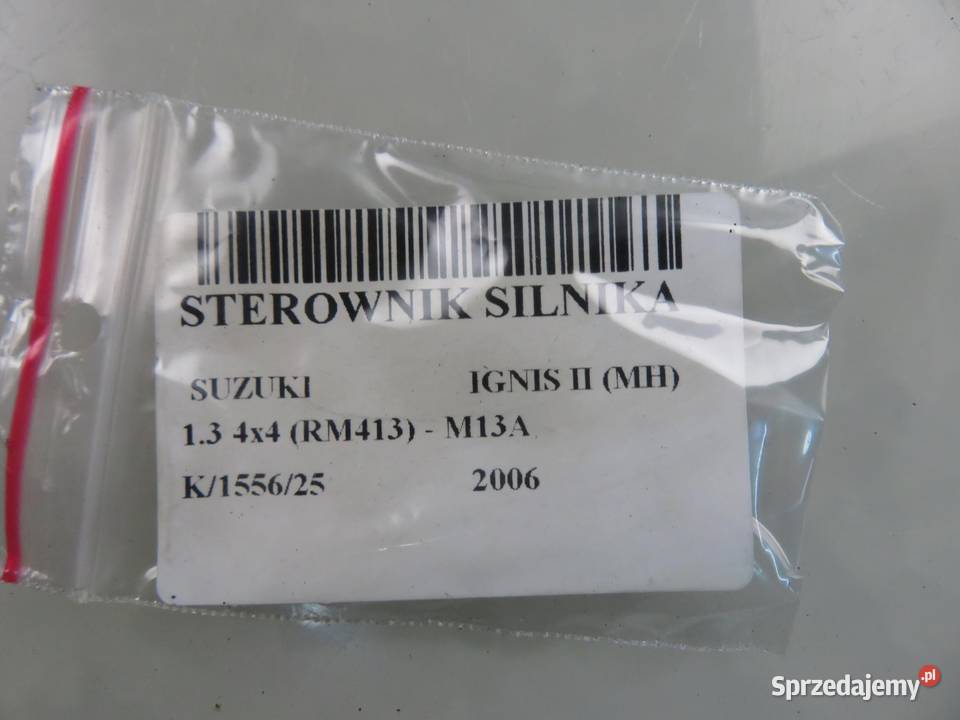 STEROWNIK SILNIKA
SUZUKI IGNIS II (MH)
1.3 4x4 (RM413) - M13A
K/1556/25 2006
Sprzedajemy.pl